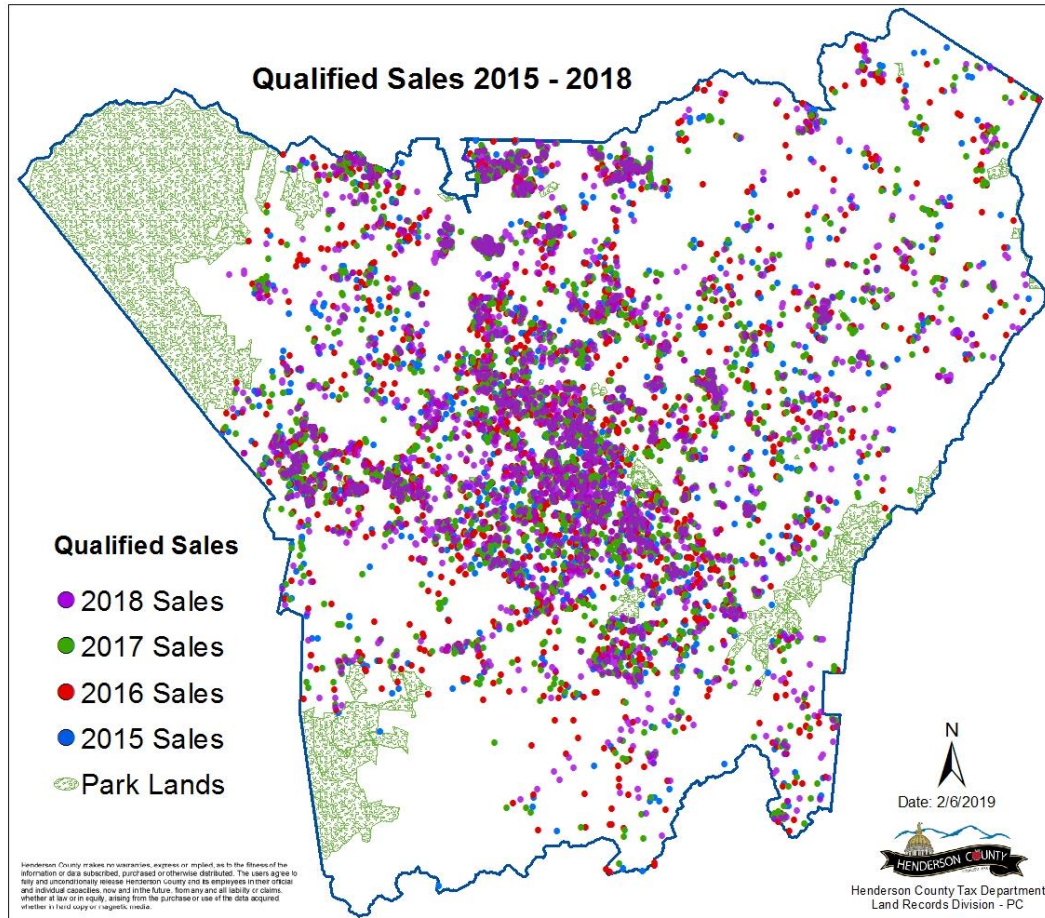 Qualified Sales 2015 - 2018
Qualified Sales
2018 Sales
2017 Sales
2016 Sales
2015 Sales
Park Lands
N
Date: 2/6/2019
HENDERSON COUNTY
Henderson County Tax Department
Land Records Division - PC
Henderson County makes no warranties, express or implied, as to the fitness of the
information or data subscribed, purchased or otherwise distributed. The users agree to
fully and unconditionally release Henderson County and its employees in their official
and individual capacities, now and in the future, from any and all liability or claims,
whether at law or in equity, arising from the purchase or use of the data acquired
whether in hard copy or magnetic media.